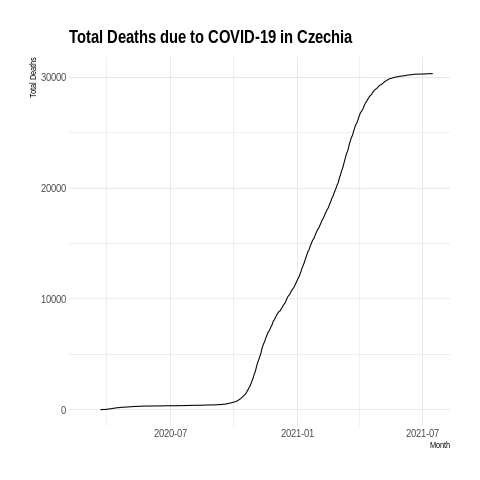 Total Deaths due to COVID-19 in Czechia
Total Deaths
30000
20000
10000
0
2020-07 2021-01 2021-07
Month